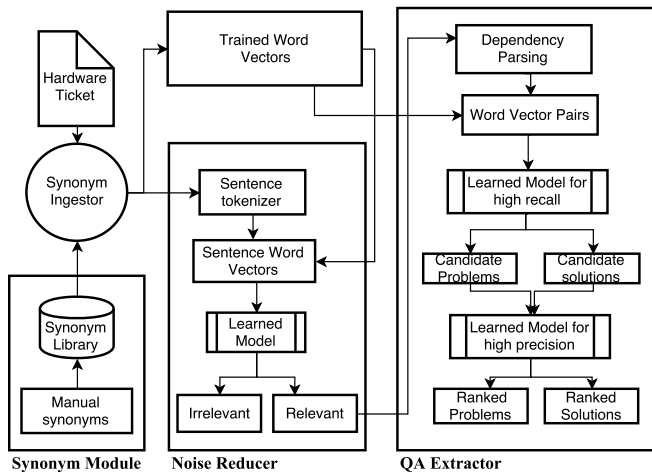 Hardware
Ticket
Synonym
Ingestor
Synonym
Library
Manual
synonyms
Synonym Module
Trained Word
Vectors
Sentence
tokenizer
Sentence Word
Vectors
Learned
Model
Irrelevant
Relevant
Noise Reducer
Dependency
Parsing
Word Vector Pairs
Learned Model for
high recall
Candidate
Problems
Candidate
solutions
Learned Model for
high precision
Ranked
Problems
Ranked
Solutions
QA Extractor